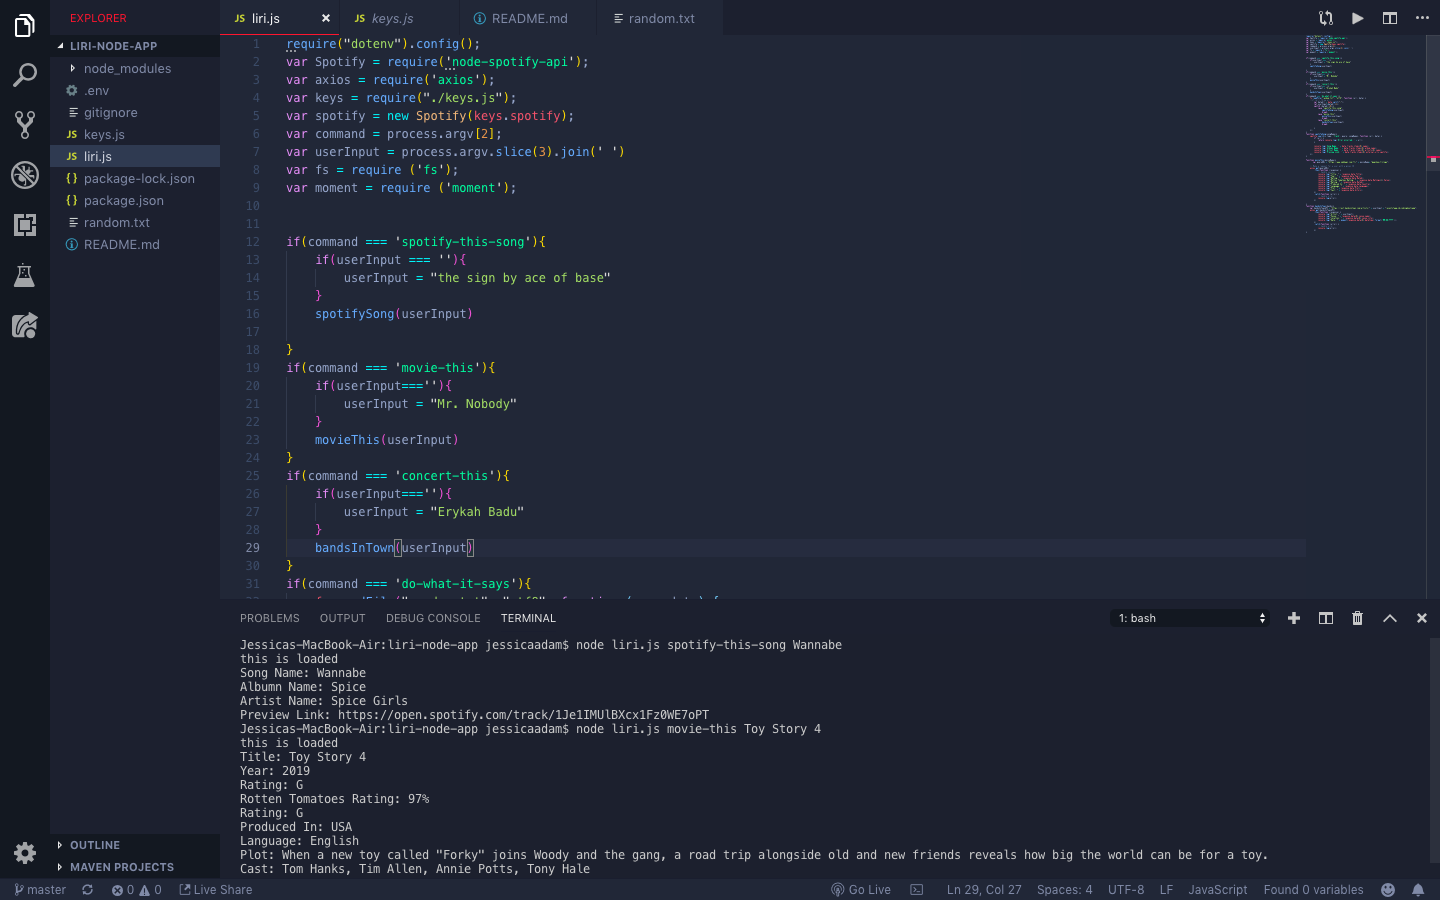 EXPLORER
LIRI-NODE-APP
node_modules
.env
gitignore
JS keys.js
JS liri.js
{} package-lock.json
{} package.json
random.txt
README.md
OUTLINE
MAVEN PROJECTS
JS liri.js ×
JS keys.js
README.md
random.txt
1 require("dotenv").config();
2 var Spotify = require('node-spotify-api');
3 var axios = require('axios');
4 var keys = require("./keys.js");
5 var spotify = new Spotify(keys.spotify);
6 var command = process.argv[2];
7 var userInput = process.argv.slice(3).join(' ')
8 var fs = require ('fs');
9 var moment = require ('moment');
10
11
12 if(command === 'spotify-this-song'){
13     if(userInput === ''){
14         userInput = "the sign by ace of base"
15     }
16     spotifySong(userInput)
17
18 }
19 if(command === 'movie-this'){
20     if(userInput===''){
21         userInput = "Mr. Nobody"
22     }
23     movieThis(userInput)
24 }
25 if(command === 'concert-this'){
26     if(userInput===''){
27         userInput = "Erykah Badu"
28     }
29     bandsInTown(userInput)
30 }
31 if(command === 'do-what-it-says'){
PROBLEMS OUTPUT DEBUG CONSOLE TERMINAL 1: bash
Jessicas-MacBook-Air:liri-node-app jessicaadam$ node liri.js spotify-this-song Wannabe
this is loaded
Song Name: Wannabe
Albumn Name: Spice
Artist Name: Spice Girls
Preview Link: https://open.spotify.com/track/1Je1IMUlBXcx1Fz0WE7oPT
Jessicas-MacBook-Air:liri-node-app jessicaadam$ node liri.js movie-this Toy Story 4
this is loaded
Title: Toy Story 4
Year: 2019
Rating: G
Rotten Tomatoes Rating: 97%
Rating: G
Produced In: USA
Language: English
Plot: When a new toy called "Forky" joins Woody and the gang, a road trip alongside old and new friends reveals how big the world can be for a toy.
Cast: Tom Hanks, Tim Allen, Annie Potts, Tony Hale
master 0 0 Live Share Go Live Ln 29, Col 27 Spaces: 4 UTF-8 LF JavaScript Found 0 variables